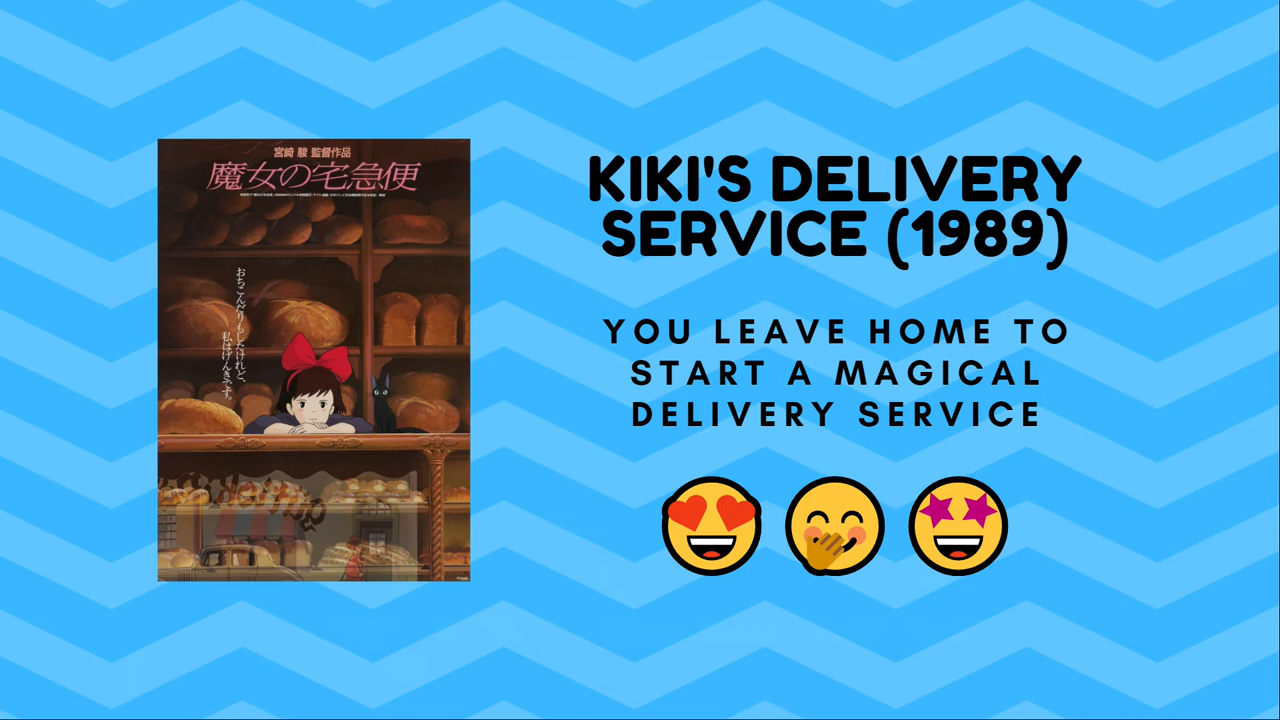 宮崎 駿 監督作品
魔女の宅急便
おちこんだりもしたけれど、
私はげんきです。
KIKI'S DELIVERY
SERVICE (1989)
YOU LEAVE HOME TO
START A MAGICAL
DELIVERY SERVICE